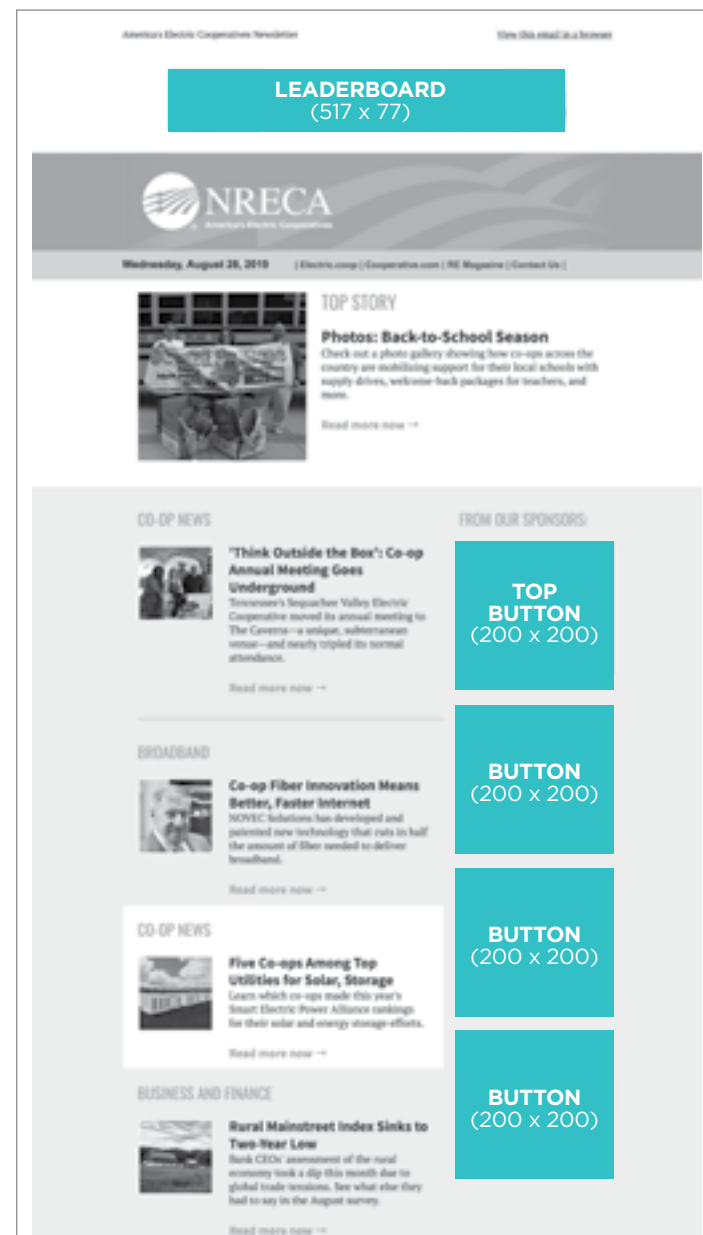 America's Electric Cooperatives Newsletter
View this email in a browser
LEADERBOARD
(517 x 77)
NRECA
America's Electric Cooperatives
Wednesday, August 28, 2019 | Electric.coop | Cooperative.com | RE Magazine | Contact Us |
TOP STORY
Photos: Back-to-School Season
Check out a photo gallery showing how co-ops across the
country are mobilizing support for their local schools with
supply drives, welcome-back packages for teachers, and
more.
Read more now →
CO-OP NEWS
'Think Outside the Box': Co-op
Annual Meeting Goes
Underground
Tennessee's Sequachee Valley Electric
Cooperative moved its annual meeting to
The Caverns—a unique, subterranean
venue—and nearly tripled its normal
attendance.
Read more now →
BROADBAND
Co-op Fiber Innovation Means
Better, Faster Internet
NOVEC Solutions has developed and
patented new technology that cuts in half
the amount of fiber needed to deliver
broadband.
Read more now →
CO-OP NEWS
Five Co-ops Among Top
Utilities for Solar, Storage
Learn which co-ops made this year's
Smart Electric Power Alliance rankings
for their solar and energy storage efforts.
Read more now →
BUSINESS AND FINANCE
Rural Mainstreet Index Sinks to
Two-Year Low
Bank CEOs' assessment of the rural
economy took a dip this month due to
global trade tensions. See what else they
had to say in the August survey.
Read more now →
FROM OUR SPONSORS:
TOP
BUTTON
(200 x 200)
BUTTON
(200 x 200)
BUTTON
(200 x 200)
BUTTON
(200 x 200)